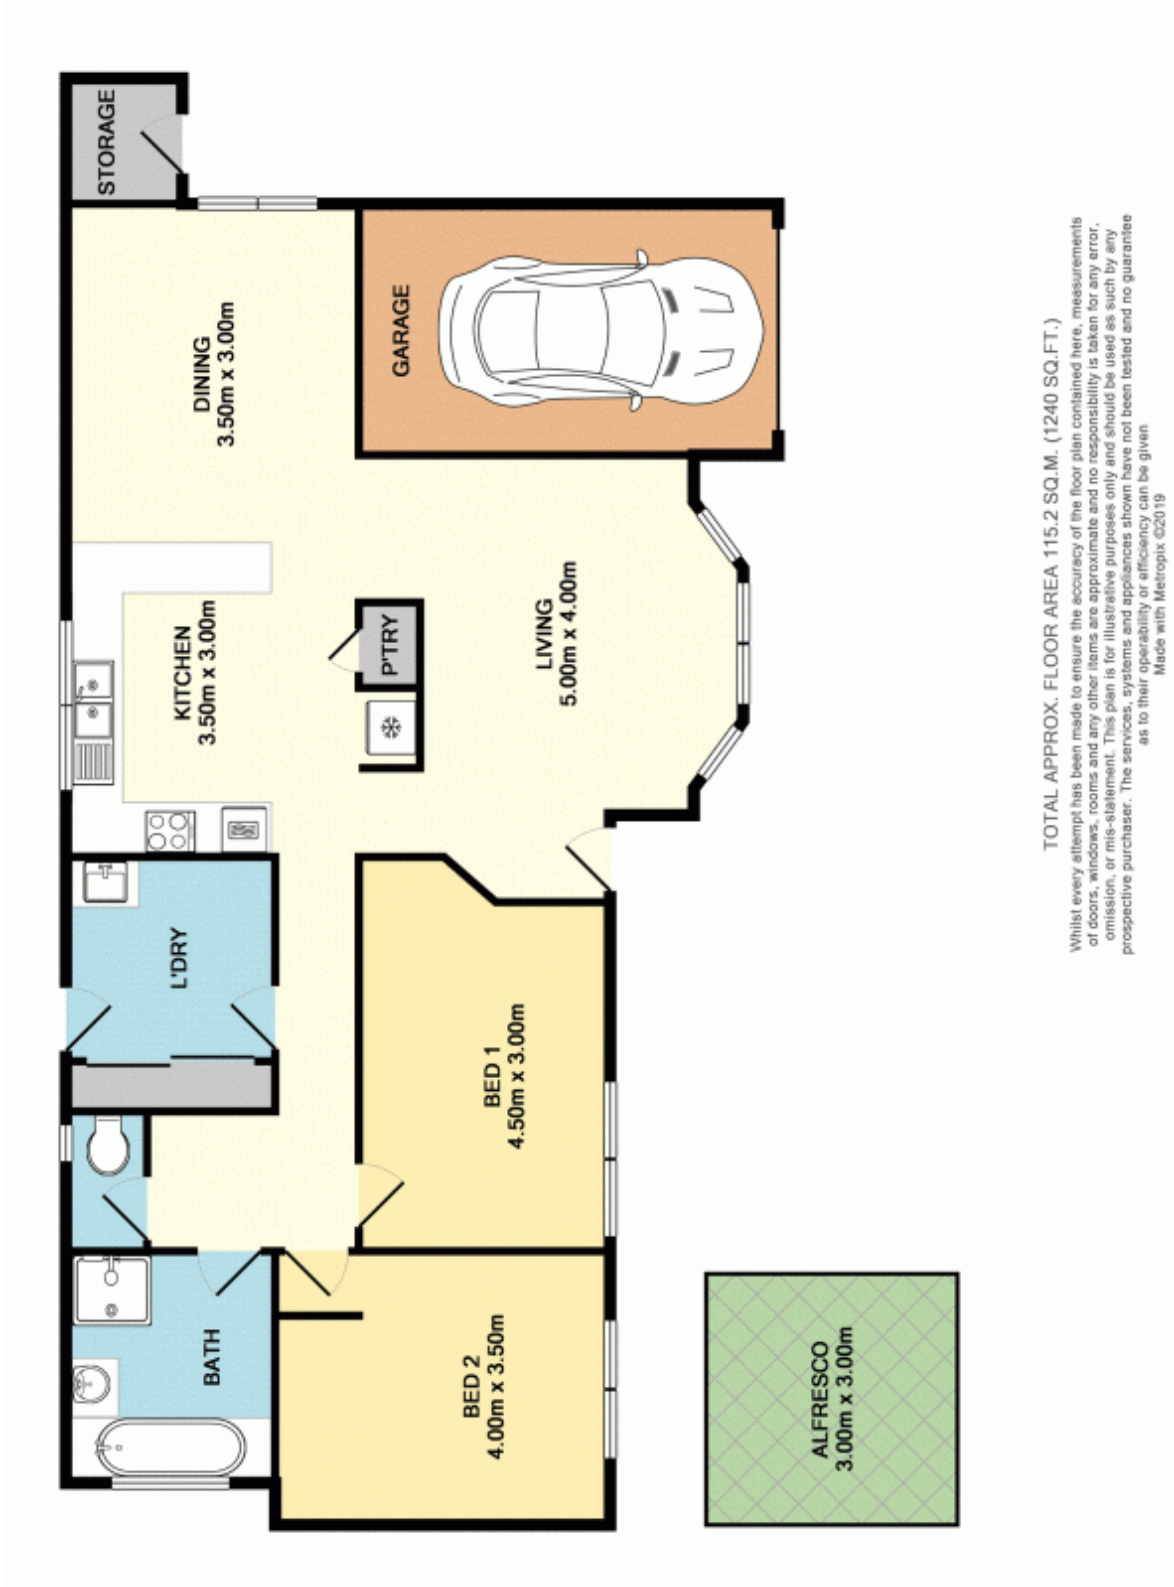 STORAGE
DINING
3.50m x 3.00m
GARAGE
KITCHEN
3.50m x 3.00m
P'TRY
LIVING
5.00m x 4.00m
L'DRY
BED 1
4.50m x 3.00m
BATH
BED 2
4.00m x 3.50m
ALFRESCO
3.00m x 3.00m
TOTAL APPROX. FLOOR AREA 115.2 SQ.M. (1240 SQ.FT.)
Whilst every attempt has been made to ensure the accuracy of the floor plan contained here, measurements
of doors, windows, rooms and any other items are approximate and no responsibility is taken for any error,
omission, or mis-statement. This plan is for illustrative purposes only and should be used as such by any
prospective purchaser. The services, systems and appliances shown have not been tested and no guarantee
as to their operability or efficiency can be given
Made with Metropix ©2019